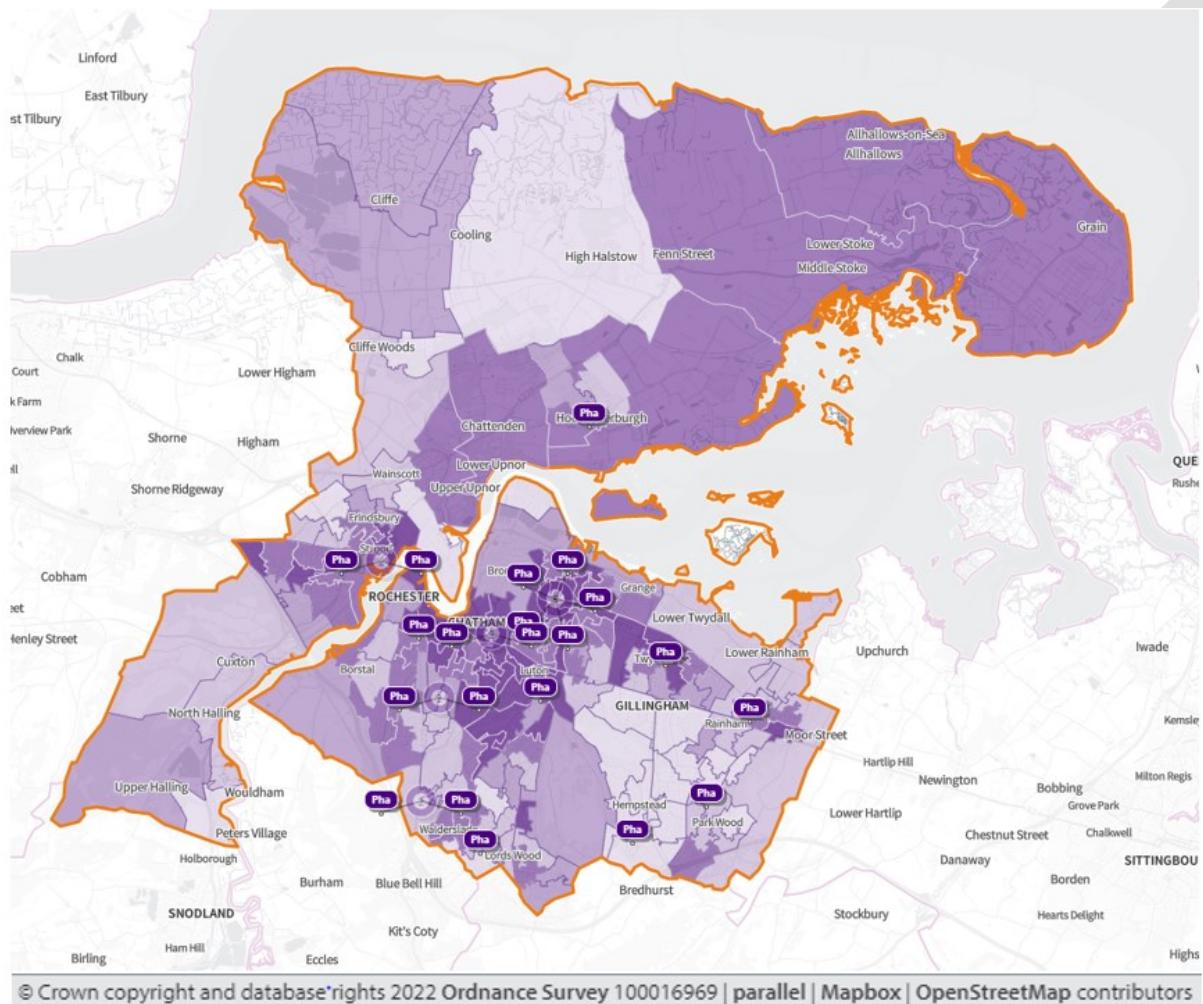 Linford
East Tilbury
st Tilbury
Allhallows-on-Sea
Allhallows
Cliffe
Grain
Cooling
Lower Stoke
High Halstow
Fenn Street
Middle Stoke
Cliffe Woods
Chalk
Court
Lower Higham
k Farm
Pha
Chattenden
lverview Park
Shorne
Higham
ell
Lower Upnor
QUE
Wainscott
Rushe
Upper Upnor
Shorne Ridgeway
Frindsbury
Pha
Pha
Pha
Pha
Cobham
Grange
ROCHESTER
Pha
eet
Lower Twydall
CHATHAM
Pha
Pha
Pha
Pha
Pha
Henley Street
Iwade
Pha
Upchurch
Lower Rainham
Cuxton
Borstal
Luton
Pha
Pha
Pha
GILLINGHAM
Pha
North Halling
Kemsle
Rainham
Moor Street
Hartlip Hill
Newington
Milton Regis
Upper Halling
Wouldham
Bobbing
Pha
Pha
Pha
Hempstead
Grove Park
Lower Hartlip
Park Wood
Peters Village
Pha
Chestnut Street
Chalkwell
Pha
Lords Wood
Holborough
Danaway
SITTINGBOU
Burham
Blue Bell Hill
Bredhurst
Borden
SNODLAND
Stockbury
Hearts Delight
Kit's Coty
Ham Hill
Birling
Eccles
Highs
© Crown copyright and database rights 2022 Ordnance Survey 100016969 | parallel | Mapbox | OpenStreetMap contributors